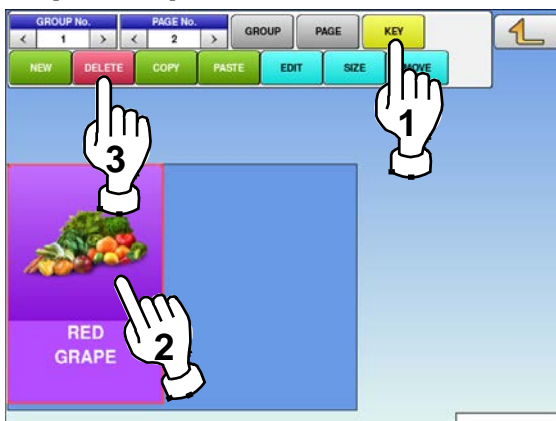 GROUP No. PAGE No.
< 1 > < 2 > GROUP PAGE KEY
NEW DELETE COPY PASTE EDIT SIZE MOVE
1
3
RED
GRAPE
2